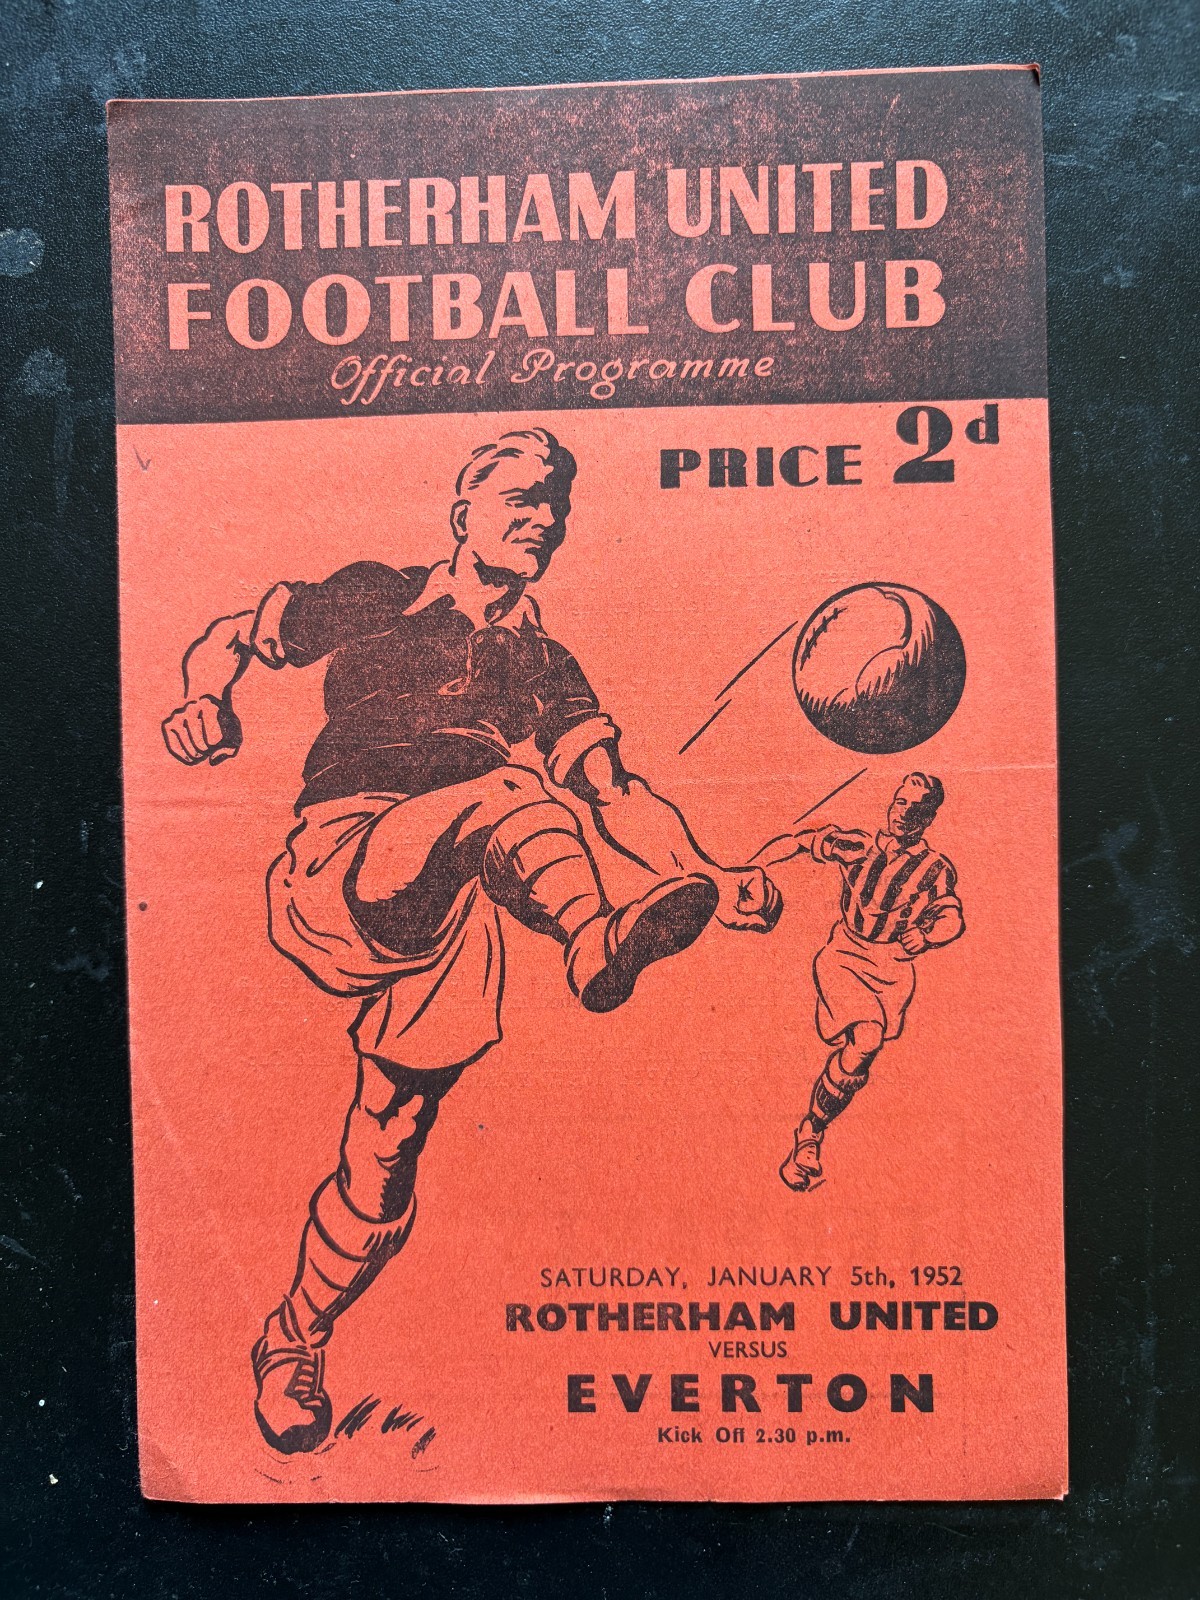 ROTHERHAM UNITED
FOOTBALL CLUB
Official Programme
PRICE 2d
SATURDAY, JANUARY 5th, 1952
ROTHERHAM UNITED
VERSUS
EVERTON
Kick Off 2.30 p.m.